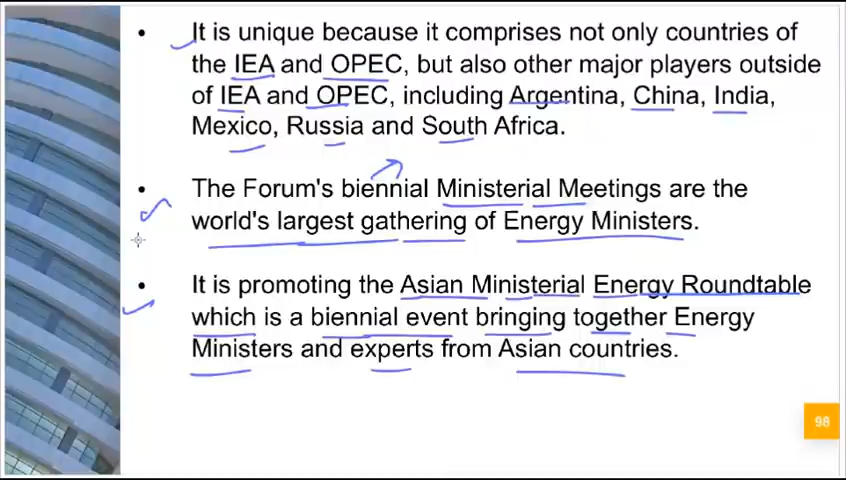 • It is unique because it comprises not only countries of
the IEA and OPEC, but also other major players outside
of IEA and OPEC, including Argentina, China, India,
Mexico, Russia and South Africa.
• The Forum's biennial Ministerial Meetings are the
world's largest gathering of Energy Ministers.
• It is promoting the Asian Ministerial Energy Roundtable
which is a biennial event bringing together Energy
Ministers and experts from Asian countries.
98